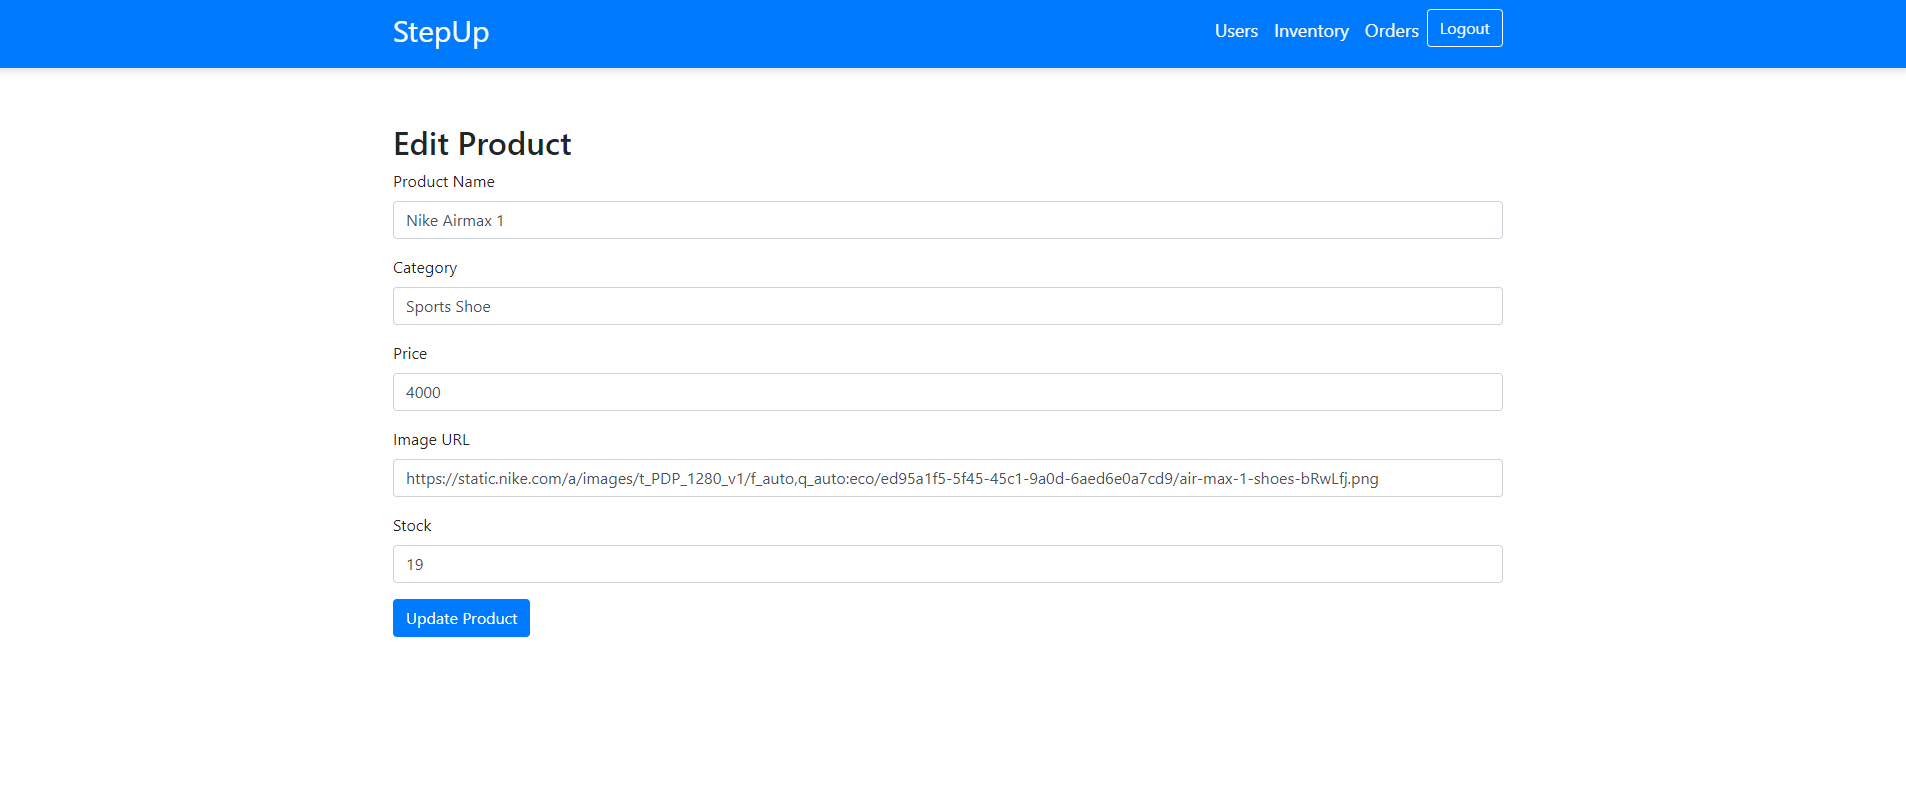 StepUp
Users Inventory Orders Logout
Edit Product
Product Name
Nike Airmax 1
Category
Sports Shoe
Price
4000
Image URL
https://static.nike.com/a/images/t_PDP_1280_v1/f_auto,q_auto:eco/ed95a1f5-5f45-45c1-9a0d-6aed6e0a7cd9/air-max-1-shoes-bRwLfj.png
Stock
19
Update Product